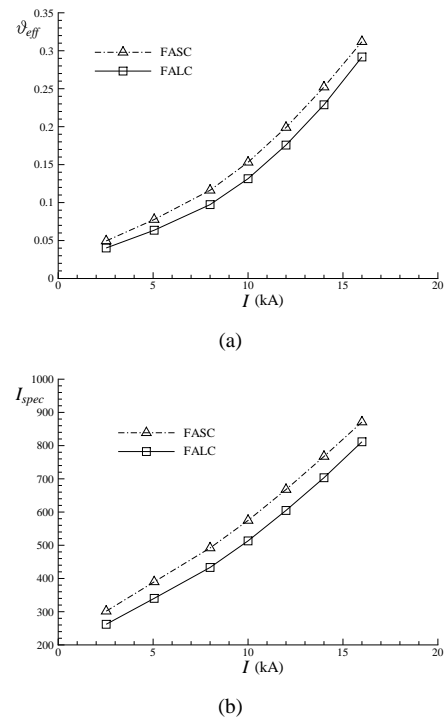 ϑeff
0.35
0.3
0.25
0.2
0.15
0.1
0.05
0
FASC
FALC
0 5 10 15 20
I (kA)
(a)
Ispec
1000
900
800
700
600
500
400
300
200
FASC
FALC
0 5 10 15 20
I (kA)
(b)